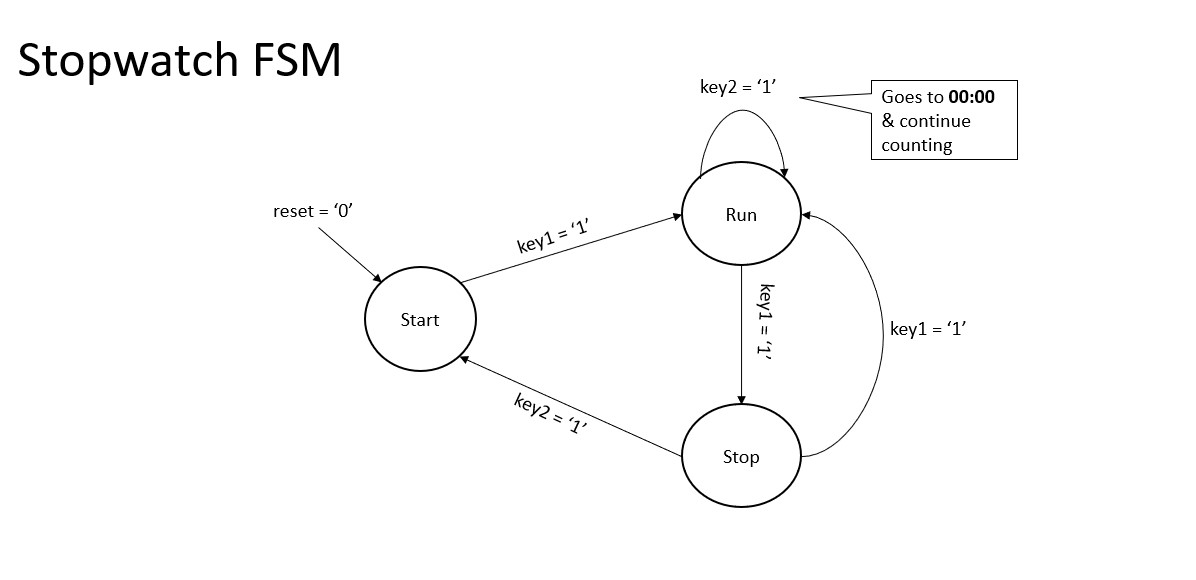 Stopwatch FSM
key2 = ‘1’
Goes to 00:00
& continue
counting
reset = ‘0’
key1 = ‘1’
Run
Start
key1 = ‘1’
key1 = ‘1’
key2 = ‘1’
Stop